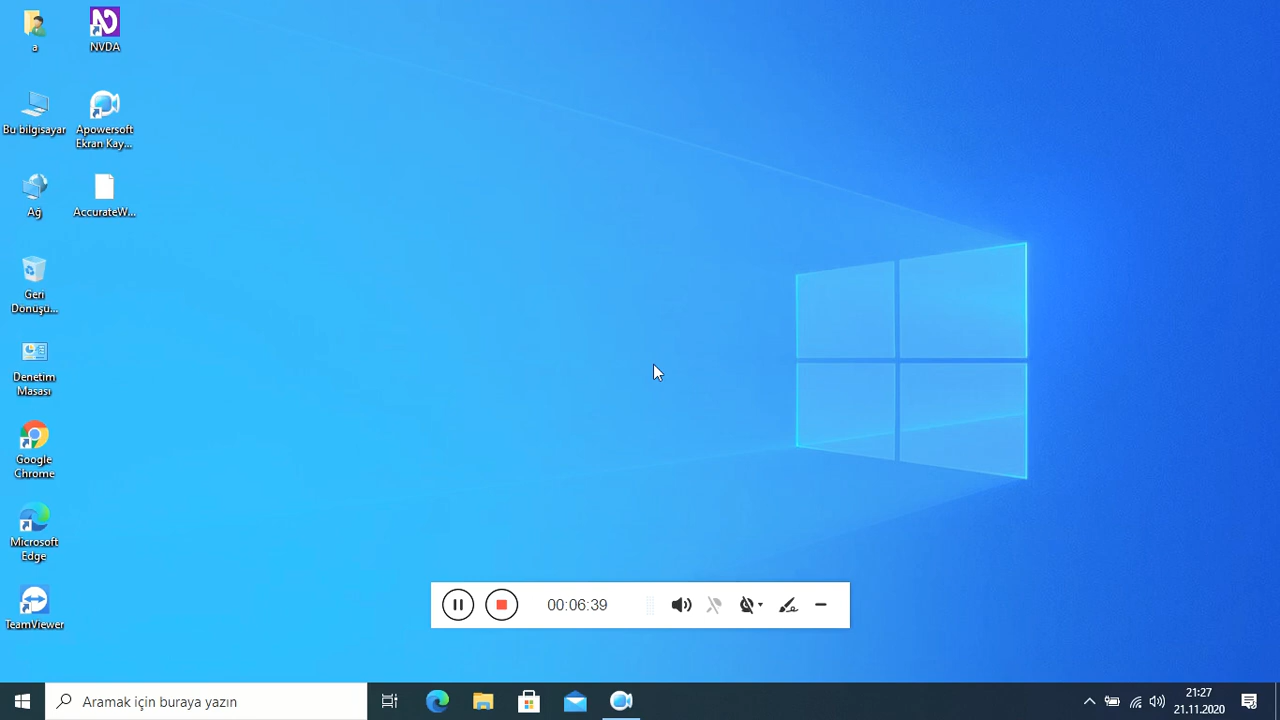 a
NVDA
Bu bilgisayar
Apowersoft
Ekran Kay...
Ağ
AccurateW...
Geri
Dönüşü...
Denetim
Masası
Google
Chrome
Microsoft
Edge
TeamViewer
00:06:39
Aramak için buraya yazın
21:27
21.11.2020